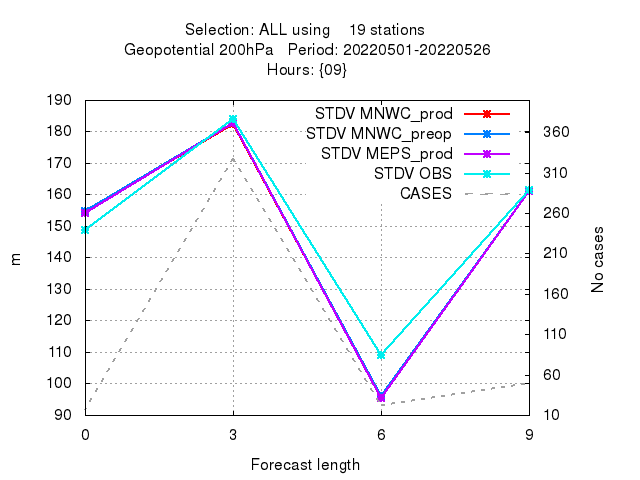 Selection: ALL using    19 stations
Geopotential 200hPa   Period: 20220501-20220526
Hours: {09}
190
180
170
160
150
140
130
120
110
100
90
m
STDV MNWC_prod
STDV MNWC_preop
STDV MEPS_prod
STDV OBS
CASES
360
310
260
210
160
110
60
10
No cases
0 3 6 9
Forecast length